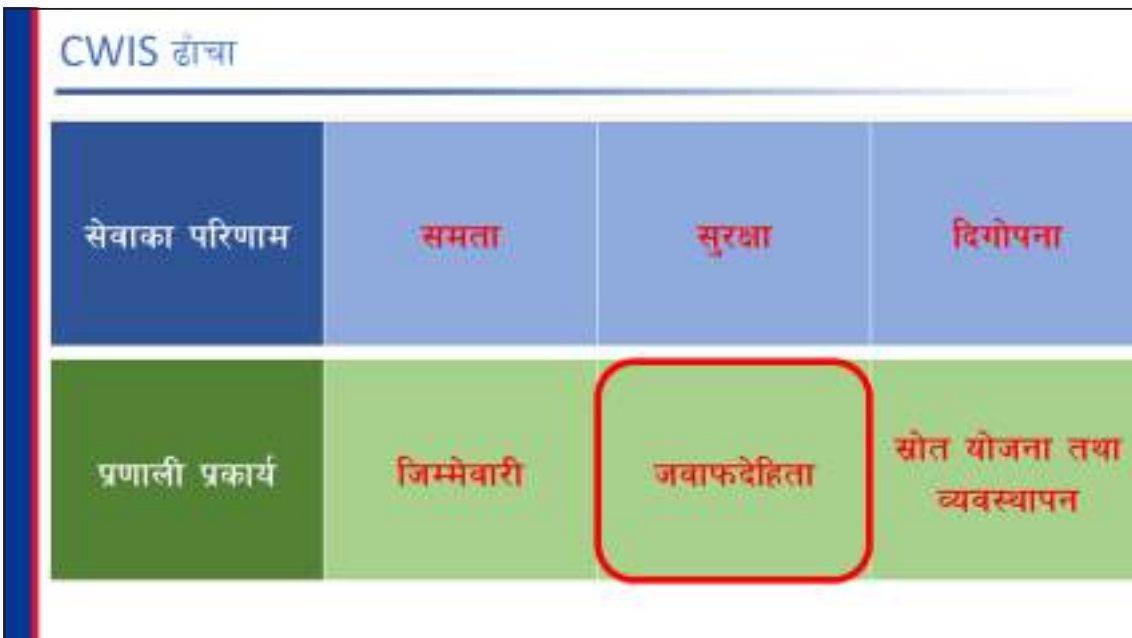 CWIS ढाँचा
सेवाका परिणाम
समता
सुरक्षा
दिगोपना
प्रणाली प्रकार्य
जिम्मेवारी
जवाफदेहिता
स्रोत योजना तथा
व्यवस्थापन